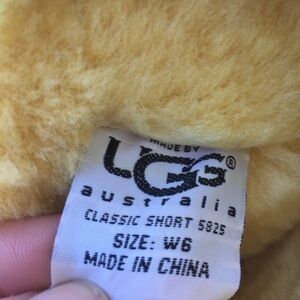 MADE BY
UGG®
australia
CLASSIC SHORT 5825
SIZE: W6
MADE IN CHINA